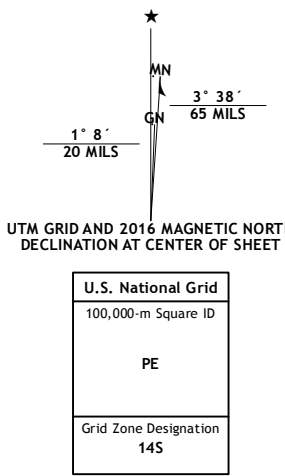 ★
MN
3° 38´
65 MILS
GN
1° 8´
20 MILS
UTM GRID AND 2016 MAGNETIC NORTH
DECLINATION AT CENTER OF SHEET
U.S. National Grid
100,000-m Square ID
PE
Grid Zone Designation
14S